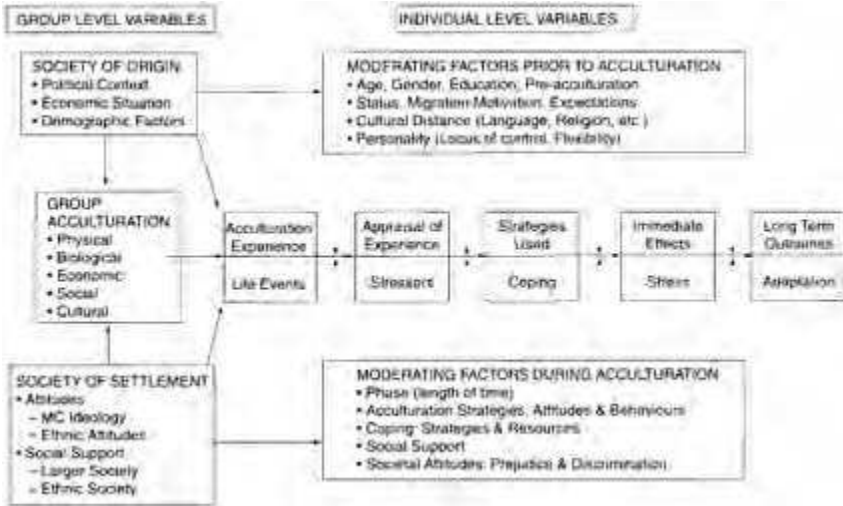 GROUP LEVEL VARIABLES
INDIVIDUAL LEVEL VARIABLES
SOCIETY OF ORIGIN
• Political Context
• Economic Situation
• Demographic Factors
MODERATING FACTORS PRIOR TO ACCULTURATION
• Age, Gender, Education, Pre-acculturation
• Status, Migration Motivation, Expectations
• Cultural Distance (Language, Religion, etc.)
• Personality (Locus of control, Flexibility)
GROUP
ACCULTURATION
• Physical
• Biological
• Economic
• Social
• Cultural
Acculturation
Experience
Life Events
Appraisal of
Experience
Stressors
Strategies
Used
Coping
Immediate
Effects
Stress
Long Term
Outcomes
Adaptation
SOCIETY OF SETTLEMENT
• Attitudes
– MC Ideology
– Ethnic Attitudes
• Social Support
– Larger Society
– Ethnic Society
MODERATING FACTORS DURING ACCULTURATION
• Phase (length of time)
• Acculturation Strategies: Attitudes & Behaviours
• Coping: Strategies & Resources
• Social Support
• Societal Attitudes: Prejudice & Discrimination